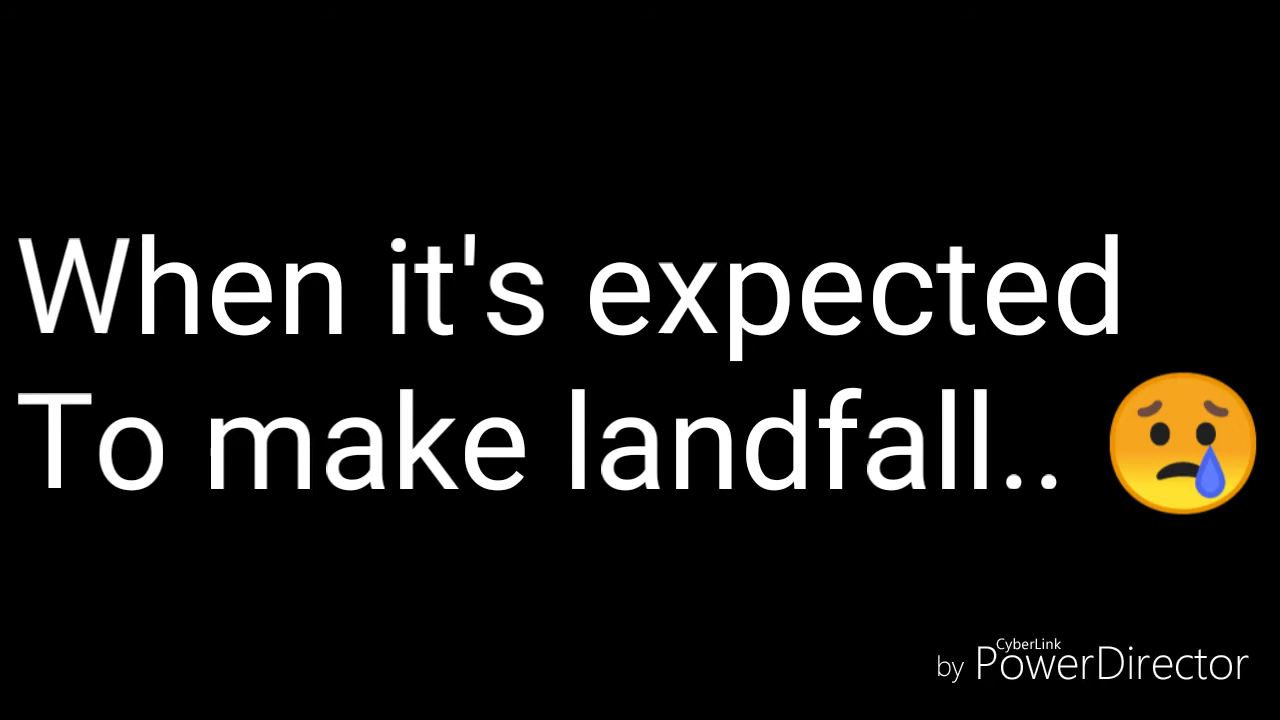 When it's expected
To make landfall.. 😢
CyberLink
by PowerDirector